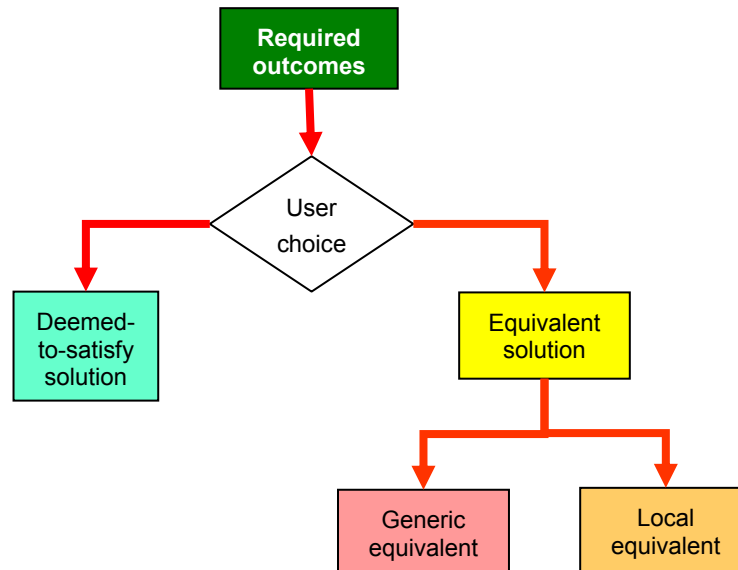 Required
outcomes
User
choice
Deemed-
to-satisfy
solution
Equivalent
solution
Generic
equivalent
Local
equivalent